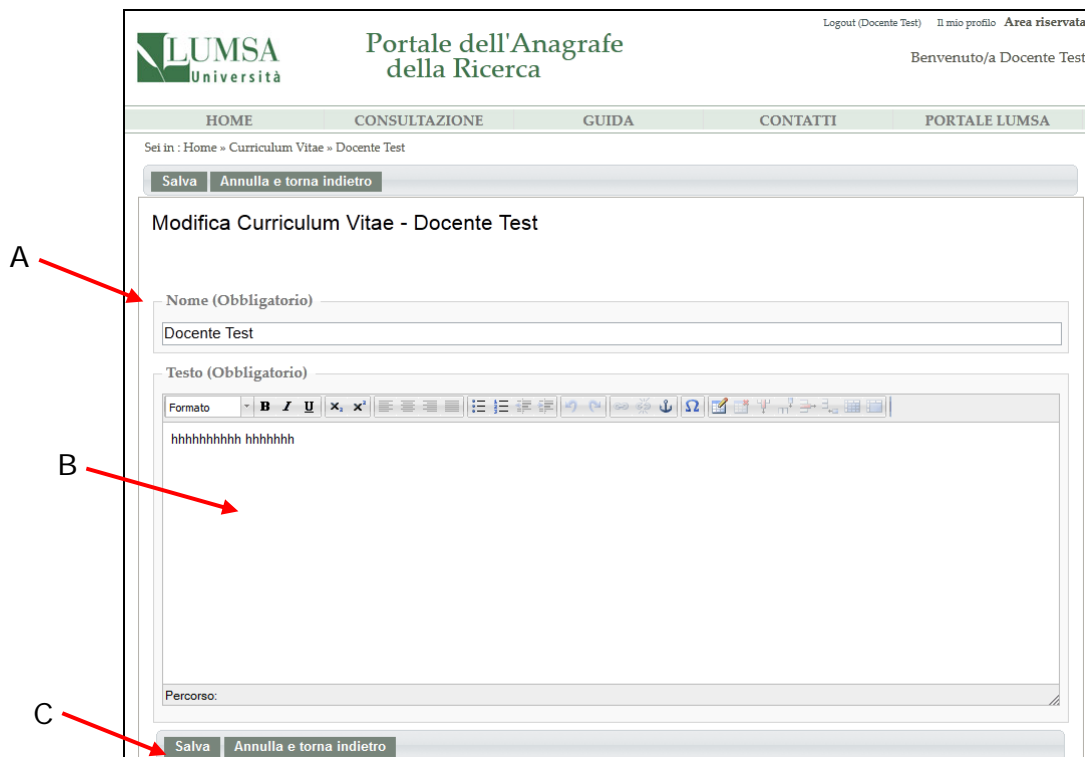 Logout (Docente Test) Il mio profilo Area riservata
LUMSA
Università
Portale dell'Anagrafe
della Ricerca
Benvenuto/a Docente Test
HOME CONSULTAZIONE GUIDA CONTATTI PORTALE LUMSA
Sei in : Home » Curriculum Vitae » Docente Test
Salva Annulla e torna indietro
Modifica Curriculum Vitae - Docente Test
A
Nome (Obbligatorio)
Docente Test
Testo (Obbligatorio)
Formato B I U x₂ x² Ω
hhhhhhhhhh hhhhhhh
B
Percorso:
C
Salva Annulla e torna indietro